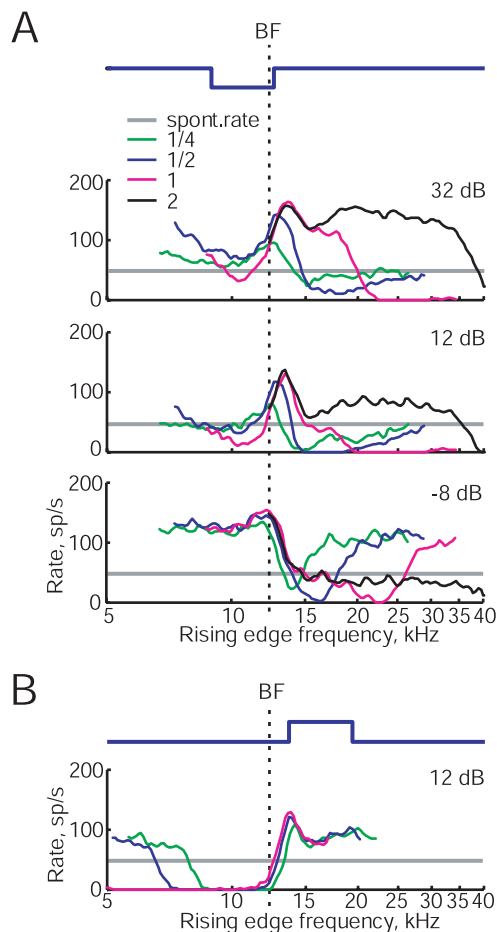 A
BF
spont.rate
1/4
1/2
1
2
32 dB
200
100
0
12 dB
200
100
0
-8 dB
200
100
0
Rate, sp/s
5 10 15 20 25 30 35 40
Rising edge frequency, kHz
B
BF
12 dB
200
100
0
Rate, sp/s
5 10 15 20 25 30 35 40
Rising edge frequency, kHz